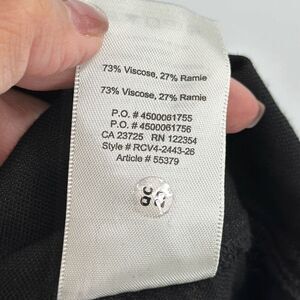 73% Viscose, 27% Ramie
73% Viscose, 27% Ramie
P.O. # 4500061755
P.O. # 4500061756
CA 23725 RN 122354
Style # RCV4-2443-26
Article # 55379
QC